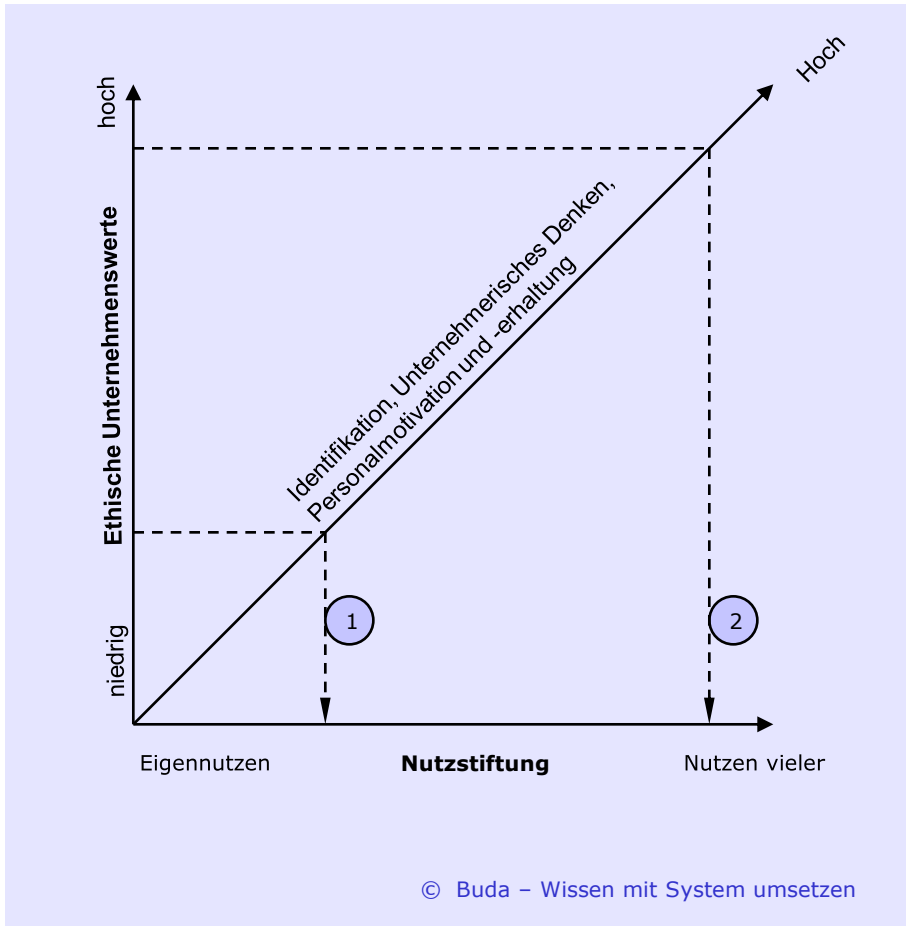 Hoch
hoch
Ethische Unternehmenswerte
niedrig
Identifikation, Unternehmerisches Denken,
Personalmotivation und -erhaltung
1
2
Eigennutzen
Nutzstiftung
Nutzen vieler
© Buda – Wissen mit System umsetzen